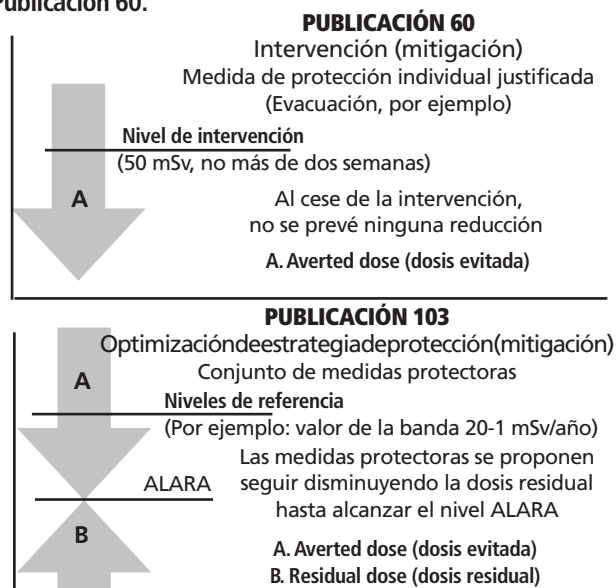 Publicación 60.
PUBLICACIÓN 60
Intervención (mitigación)
Medida de protección individual justificada
(Evacuación, por ejemplo)
Nivel de intervención
(50 mSv, no más de dos semanas)
A
Al cese de la intervención,
no se prevé ninguna reducción
A. Averted dose (dosis evitada)
PUBLICACIÓN 103
Optimizacióndeestrategiadeprotección(mitigación)
Conjunto de medidas protectoras
A
Niveles de referencia
(Por ejemplo: valor de la banda 20-1 mSv/año)
Las medidas protectoras se proponen
ALARA
seguir disminuyendo la dosis residual
hasta alcanzar el nivel ALARA
B
A. Averted dose (dosis evitada)
B. Residual dose (dosis residual)